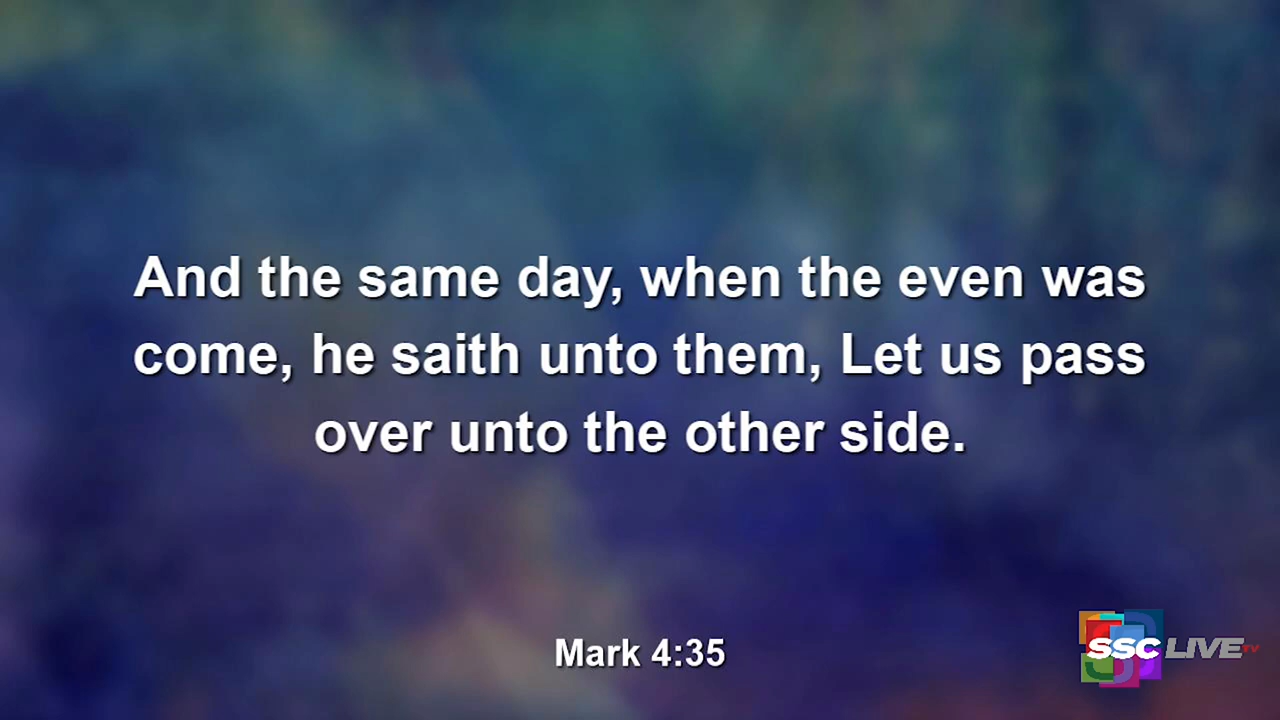 And the same day, when the even was
come, he saith unto them, Let us pass
over unto the other side.
Mark 4:35
SSC LIVE TV